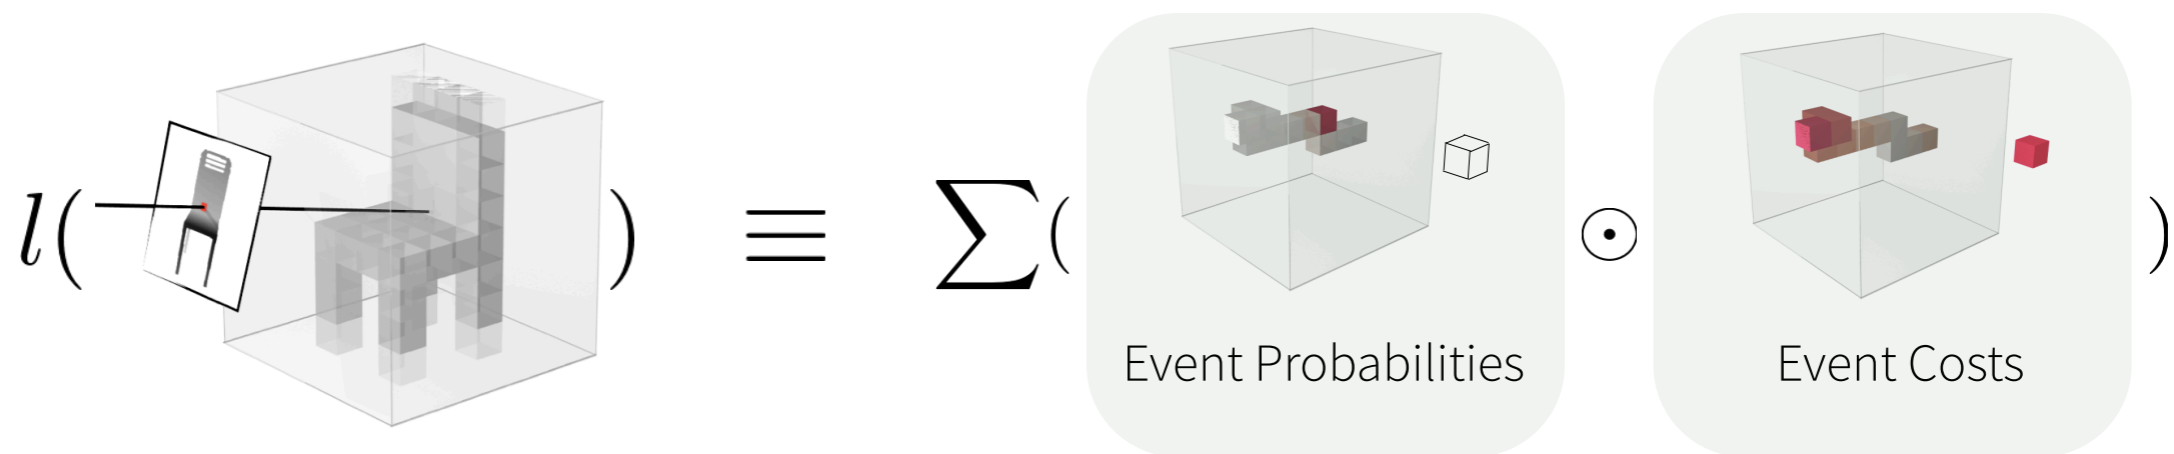 l( ) ≡ ∑( ⊙ )
Event Probabilities
Event Costs